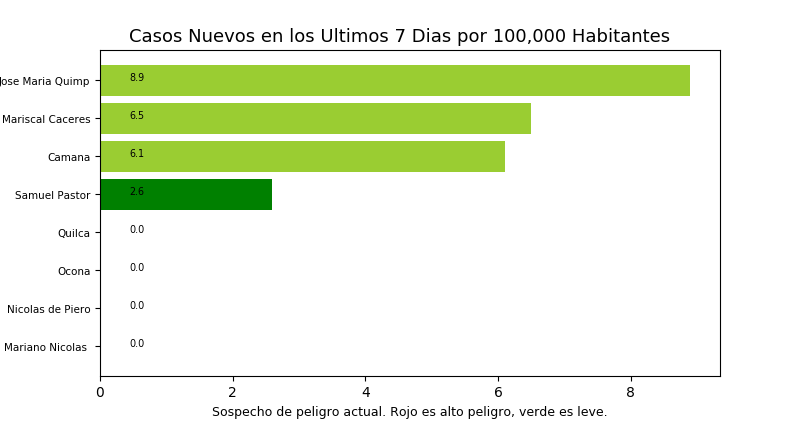 Casos Nuevos en los Ultimos 7 Dias por 100,000 Habitantes
Jose Maria Quimp 8.9
Mariscal Caceres 6.5
Camana 6.1
Samuel Pastor 2.6
Quilca 0.0
Ocona 0.0
Nicolas de Piero 0.0
Mariano Nicolas 0.0
0 2 4 6 8
Sospecho de peligro actual. Rojo es alto peligro, verde es leve.